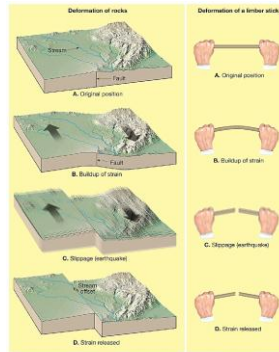 Deformation of rocks
Stream
Fault
A. Original position
Fault
B. Buildup of strain
C. Slippage (earthquake)
Stream
offset
D. Strain released
Deformation of a limber stick
A. Original position
B. Buildup of strain
C. Slippage (earthquake)
D. Strain released